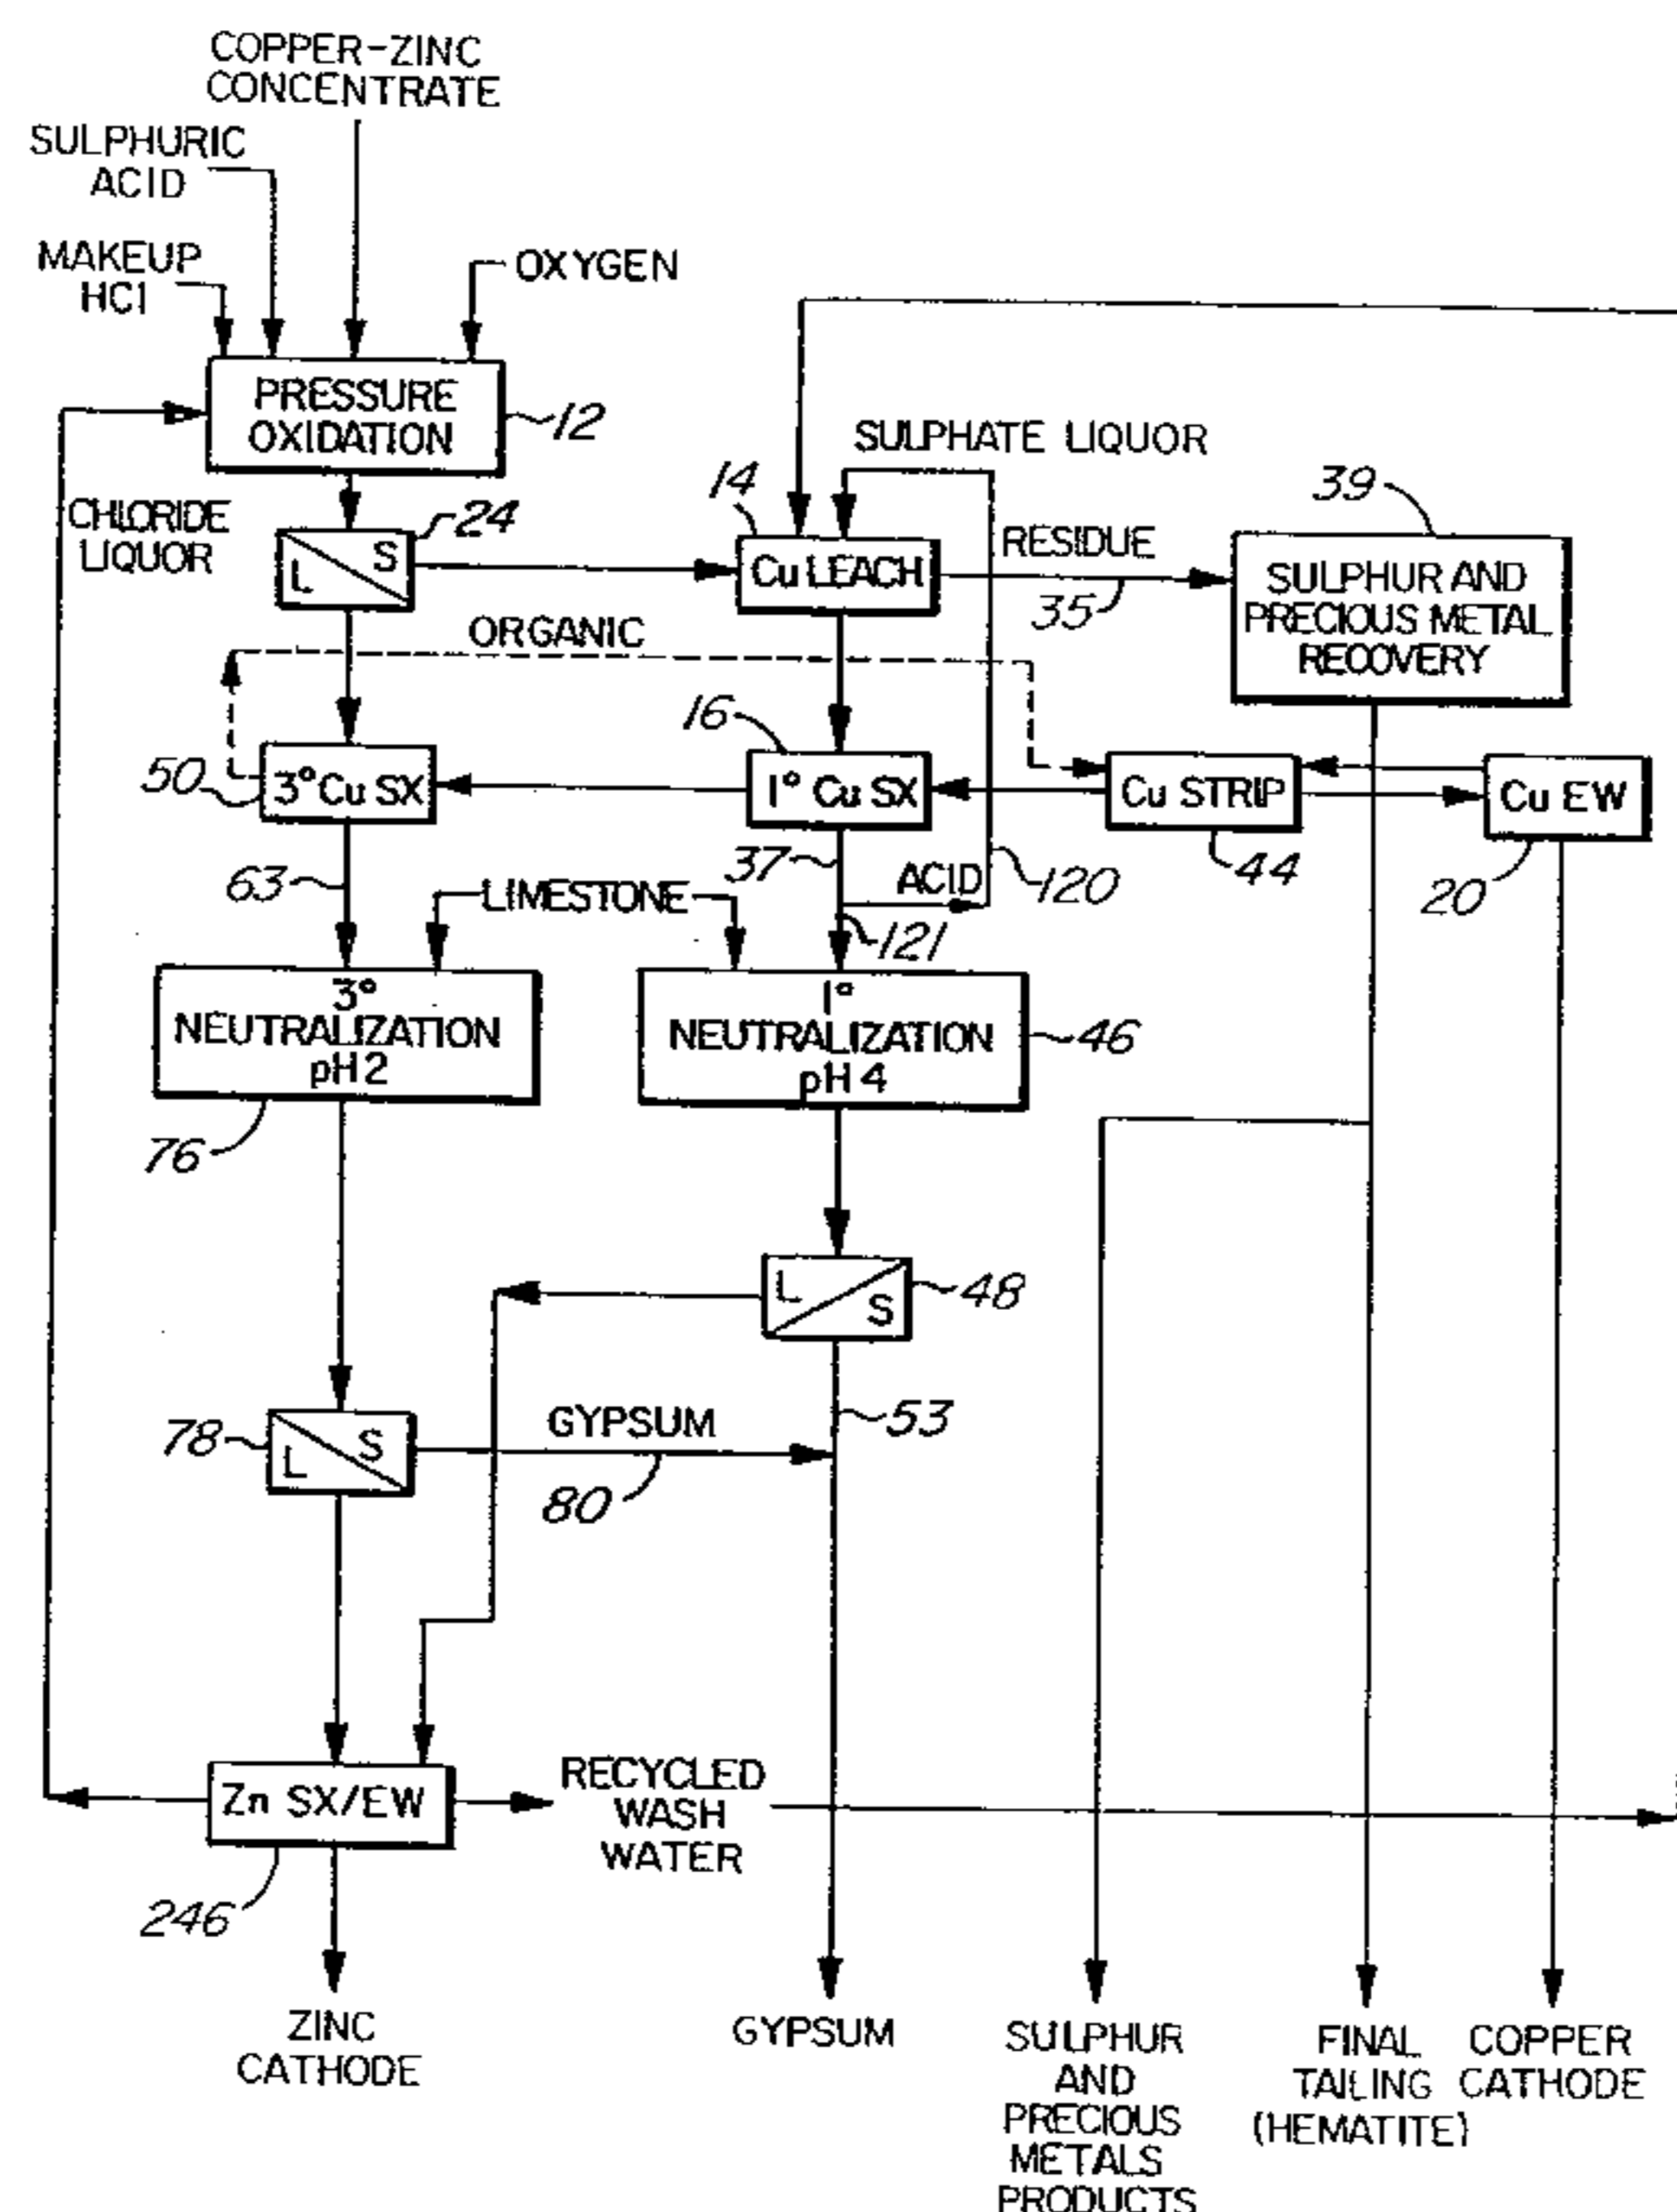 COPPER-ZINC
CONCENTRATE
SULPHURIC
ACID
MAKEUP
HCl
OXYGEN
PRESSURE
OXIDATION
12
CHLORIDE
LIQUOR
24
L
S
SULPHATE LIQUOR
14
Cu LEACH
RESIDUE
35
39
SULPHUR AND
PRECIOUS METAL
RECOVERY
ORGANIC
50
3° Cu SX
16
1° Cu SX
Cu STRIP
44
Cu EW
20
63
LIMESTONE
37
ACID
120
121
3°
NEUTRALIZATION
pH 2
76
1°
NEUTRALIZATION
pH 4
46
L
S
48
53
78
L
S
GYPSUM
80
Zn SX/EW
246
RECYCLED
WASH
WATER
ZINC
CATHODE
GYPSUM
SULPHUR
AND
PRECIOUS
METALS
PRODUCTS
FINAL
TAILING
(HEMATITE)
COPPER
CATHODE